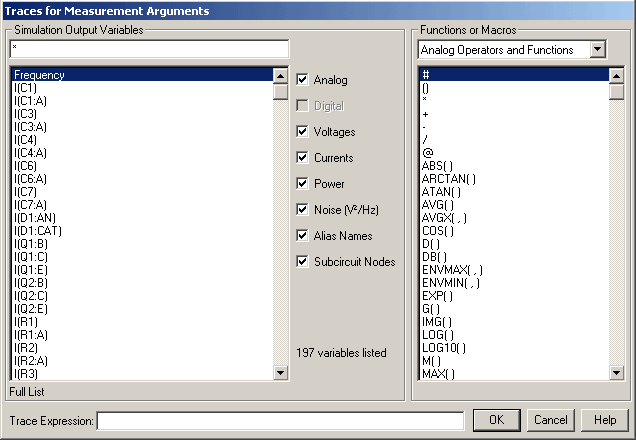 Traces for Measurement Arguments
Simulation Output Variables
*
Frequency
I(C1)
I(C1:A)
I(C3)
I(C3:A)
I(C4)
I(C4:A)
I(C6)
I(C6:A)
I(C7)
I(C7:A)
I(D1:AN)
I(D1:CAT)
I(Q1:B)
I(Q1:C)
I(Q1:E)
I(Q2:B)
I(Q2:C)
I(Q2:E)
I(R1)
I(R1:A)
I(R2)
I(R2:A)
I(R3)
Full List
Analog
Digital
Voltages
Currents
Power
Noise (V²/Hz)
Alias Names
Subcircuit Nodes
197 variables listed
Functions or Macros
Analog Operators and Functions
#
()
*
+
-
/
@
ABS( )
ARCTAN( )
ATAN( )
AVG( )
AVGX( , )
COS( )
D( )
DB( )
ENVMAX( , )
ENVMIN( , )
EXP( )
G( )
IMG( )
LOG( )
LOG10( )
M( )
MAX( )
Trace Expression:
OK
Cancel
Help